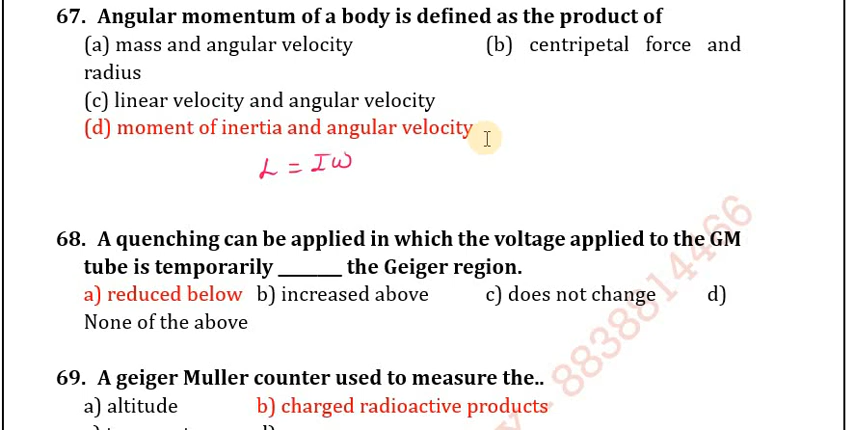 67. Angular momentum of a body is defined as the product of
(a) mass and angular velocity (b) centripetal force and
radius
(c) linear velocity and angular velocity
(d) moment of inertia and angular velocity
L = Iω
68. A quenching can be applied in which the voltage applied to the GM
tube is temporarily ______ the Geiger region.
a) reduced below b) increased above c) does not change d)
None of the above
69. A geiger Muller counter used to measure the..
a) altitude b) charged radioactive products
8838814466